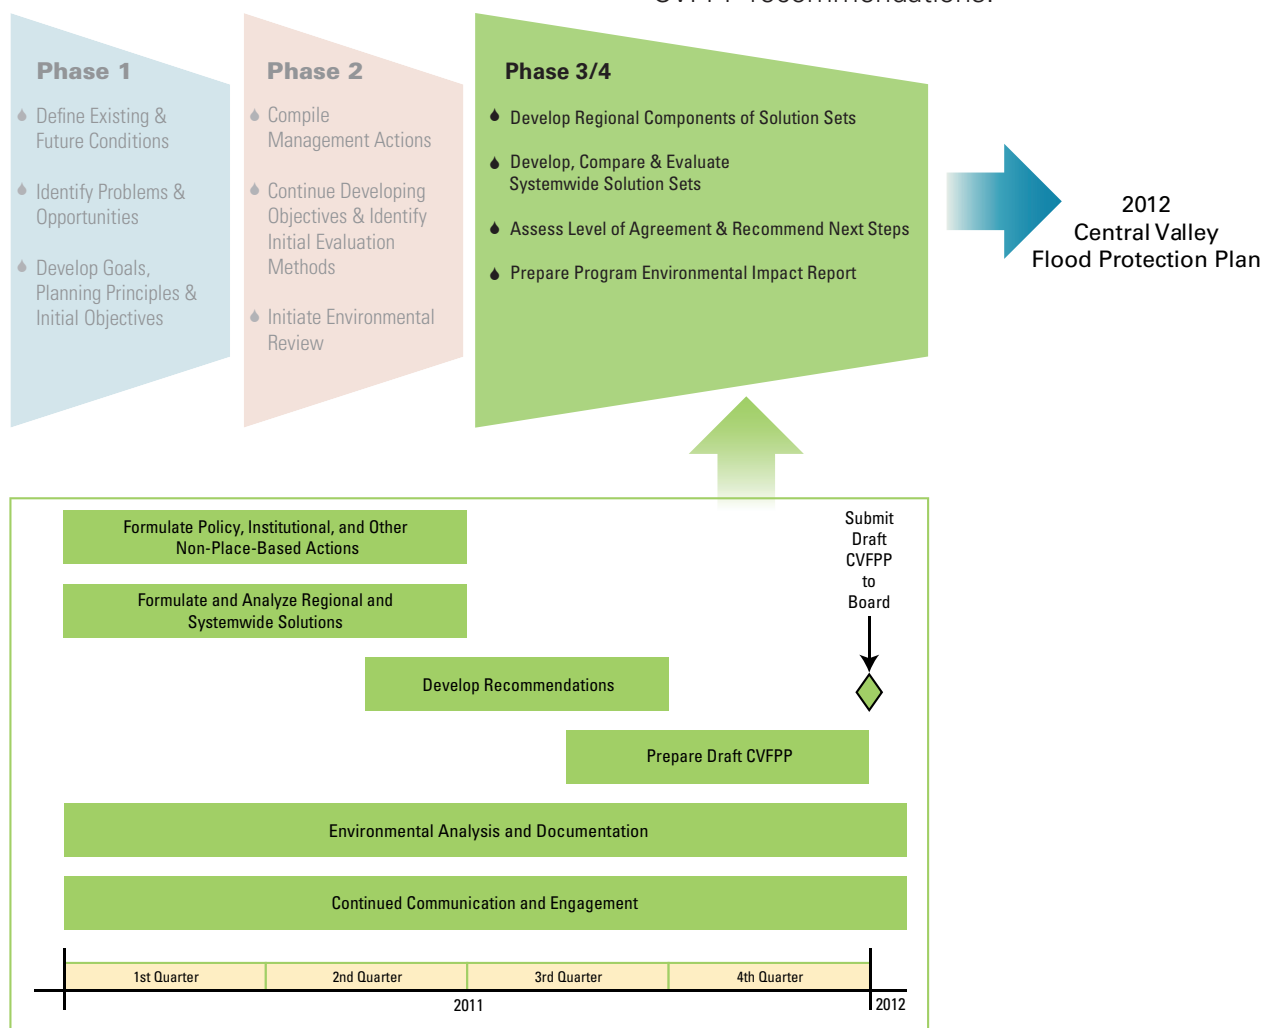 CVFPP recommendations.
Phase 1
Define Existing &
Future Conditions
Identify Problems &
Opportunities
Develop Goals,
Planning Principles &
Initial Objectives
Phase 2
Compile
Management Actions
Continue Developing
Objectives & Identify
Initial Evaluation
Methods
Initiate Environmental
Review
Phase 3/4
Develop Regional Components of Solution Sets
Develop, Compare & Evaluate
Systemwide Solution Sets
Assess Level of Agreement & Recommend Next Steps
Prepare Program Environmental Impact Report
2012
Central Valley
Flood Protection Plan
Formulate Policy, Institutional, and Other
Non-Place-Based Actions
Formulate and Analyze Regional and
Systemwide Solutions
Develop Recommendations
Submit
Draft
CVFPP
to
Board
Prepare Draft CVFPP
Environmental Analysis and Documentation
Continued Communication and Engagement
1st Quarter
2nd Quarter
3rd Quarter
4th Quarter
2011
2012